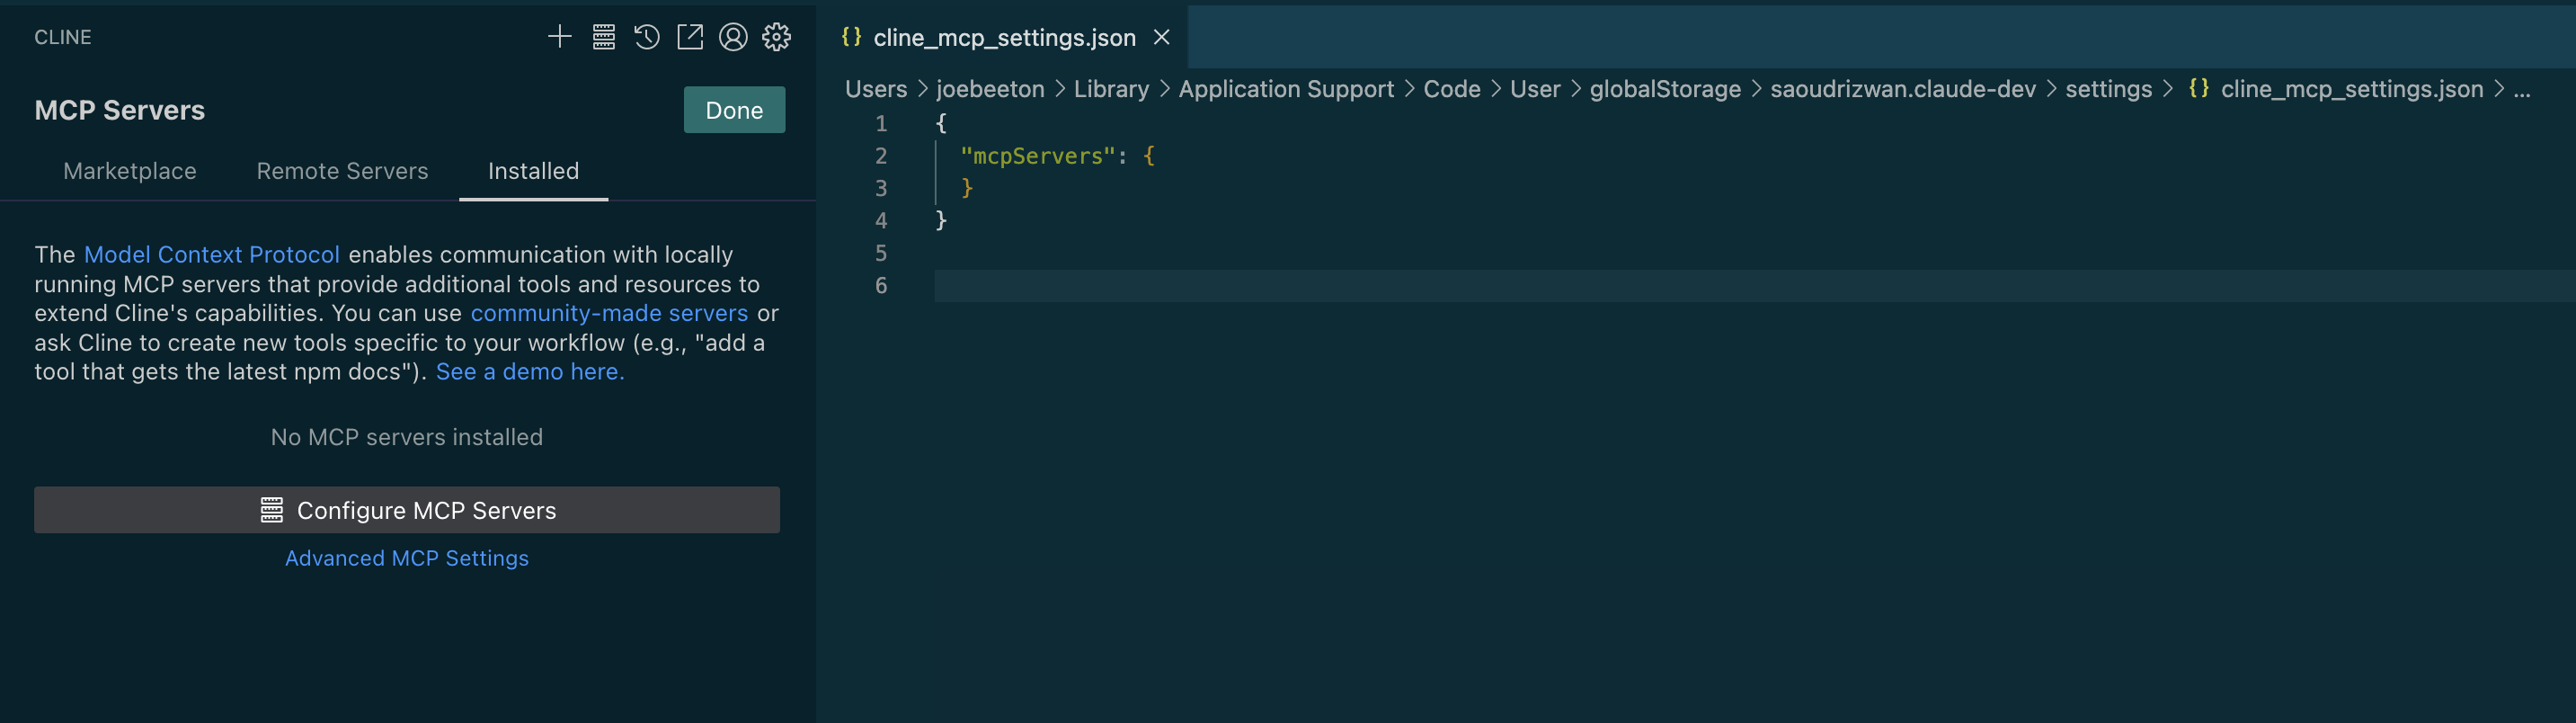 CLINE
MCP Servers
Done
Marketplace
Remote Servers
Installed
The Model Context Protocol enables communication with locally
running MCP servers that provide additional tools and resources to
extend Cline's capabilities. You can use community-made servers or
ask Cline to create new tools specific to your workflow (e.g., "add a
tool that gets the latest npm docs"). See a demo here.
No MCP servers installed
Configure MCP Servers
Advanced MCP Settings
{} cline_mcp_settings.json
Users > joebeeton > Library > Application Support > Code > User > globalStorage > saoudrizwan.claude-dev > settings > {} cline_mcp_settings.json > ...
1 {
2 "mcpServers": {
3 }
4 }
5
6